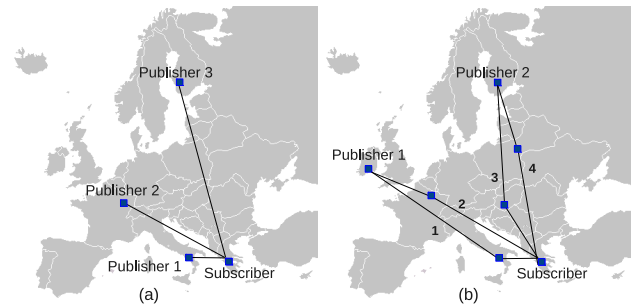 Publisher 3
Publisher 2
Publisher 1
Subscriber
(a)
Publisher 2
Publisher 1
3
4
2
1
Subscriber
(b)